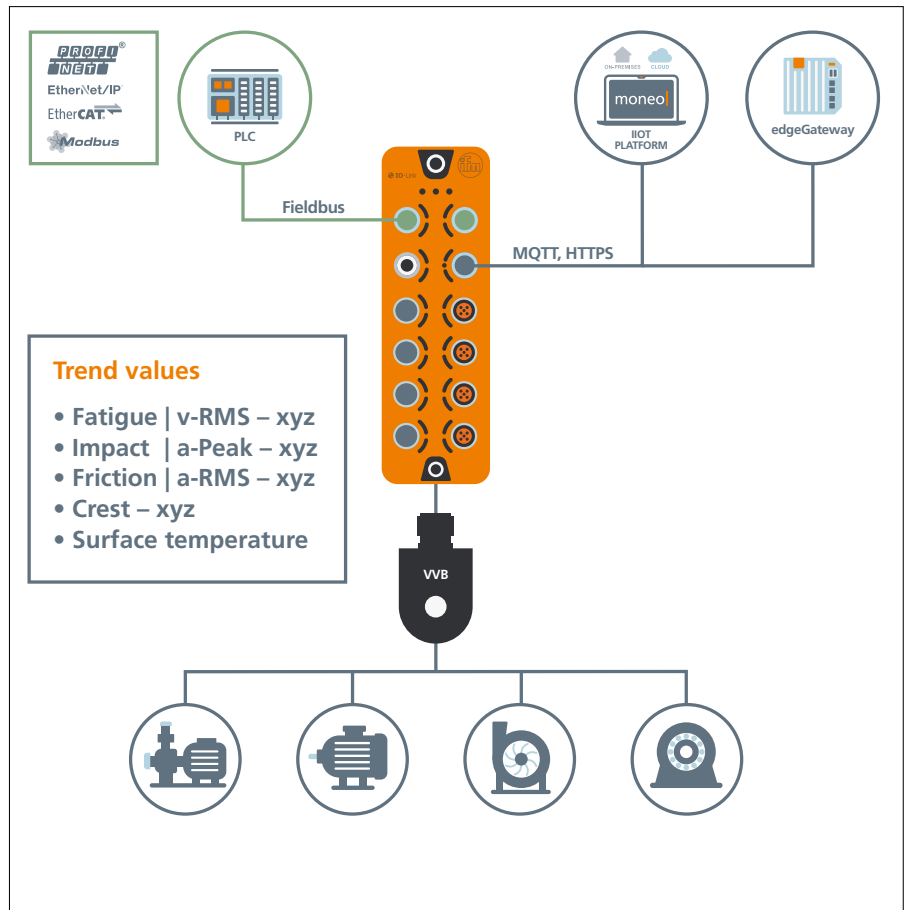 PROFI®
NET
EtherNet/IP
EtherCAT
Modbus
PLC
ON-PREMISES
CLOUD
moneo
IIOT
PLATFORM
edgeGateway
IO-Link
ifm
Fieldbus
MQTT, HTTPS
Trend values
• Fatigue | v-RMS – xyz
• Impact | a-Peak – xyz
• Friction | a-RMS – xyz
• Crest – xyz
• Surface temperature
VVB